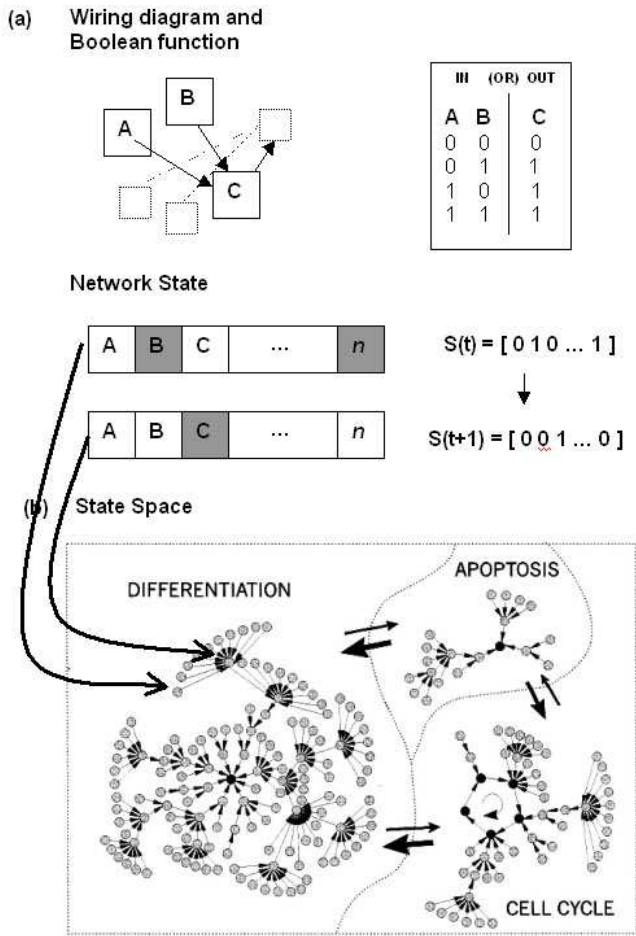 (a) Wiring diagram and
Boolean function
A
B
C
IN (OR) OUT
A B C
0 0 0
0 1 1
1 0 1
1 1 1
Network State
A B C ... n
S(t) = [ 0 1 0 ... 1 ]
A B C ... n
S(t+1) = [ 0 0 1 ... 0 ]
(b) State Space
DIFFERENTIATION
APOPTOSIS
CELL CYCLE